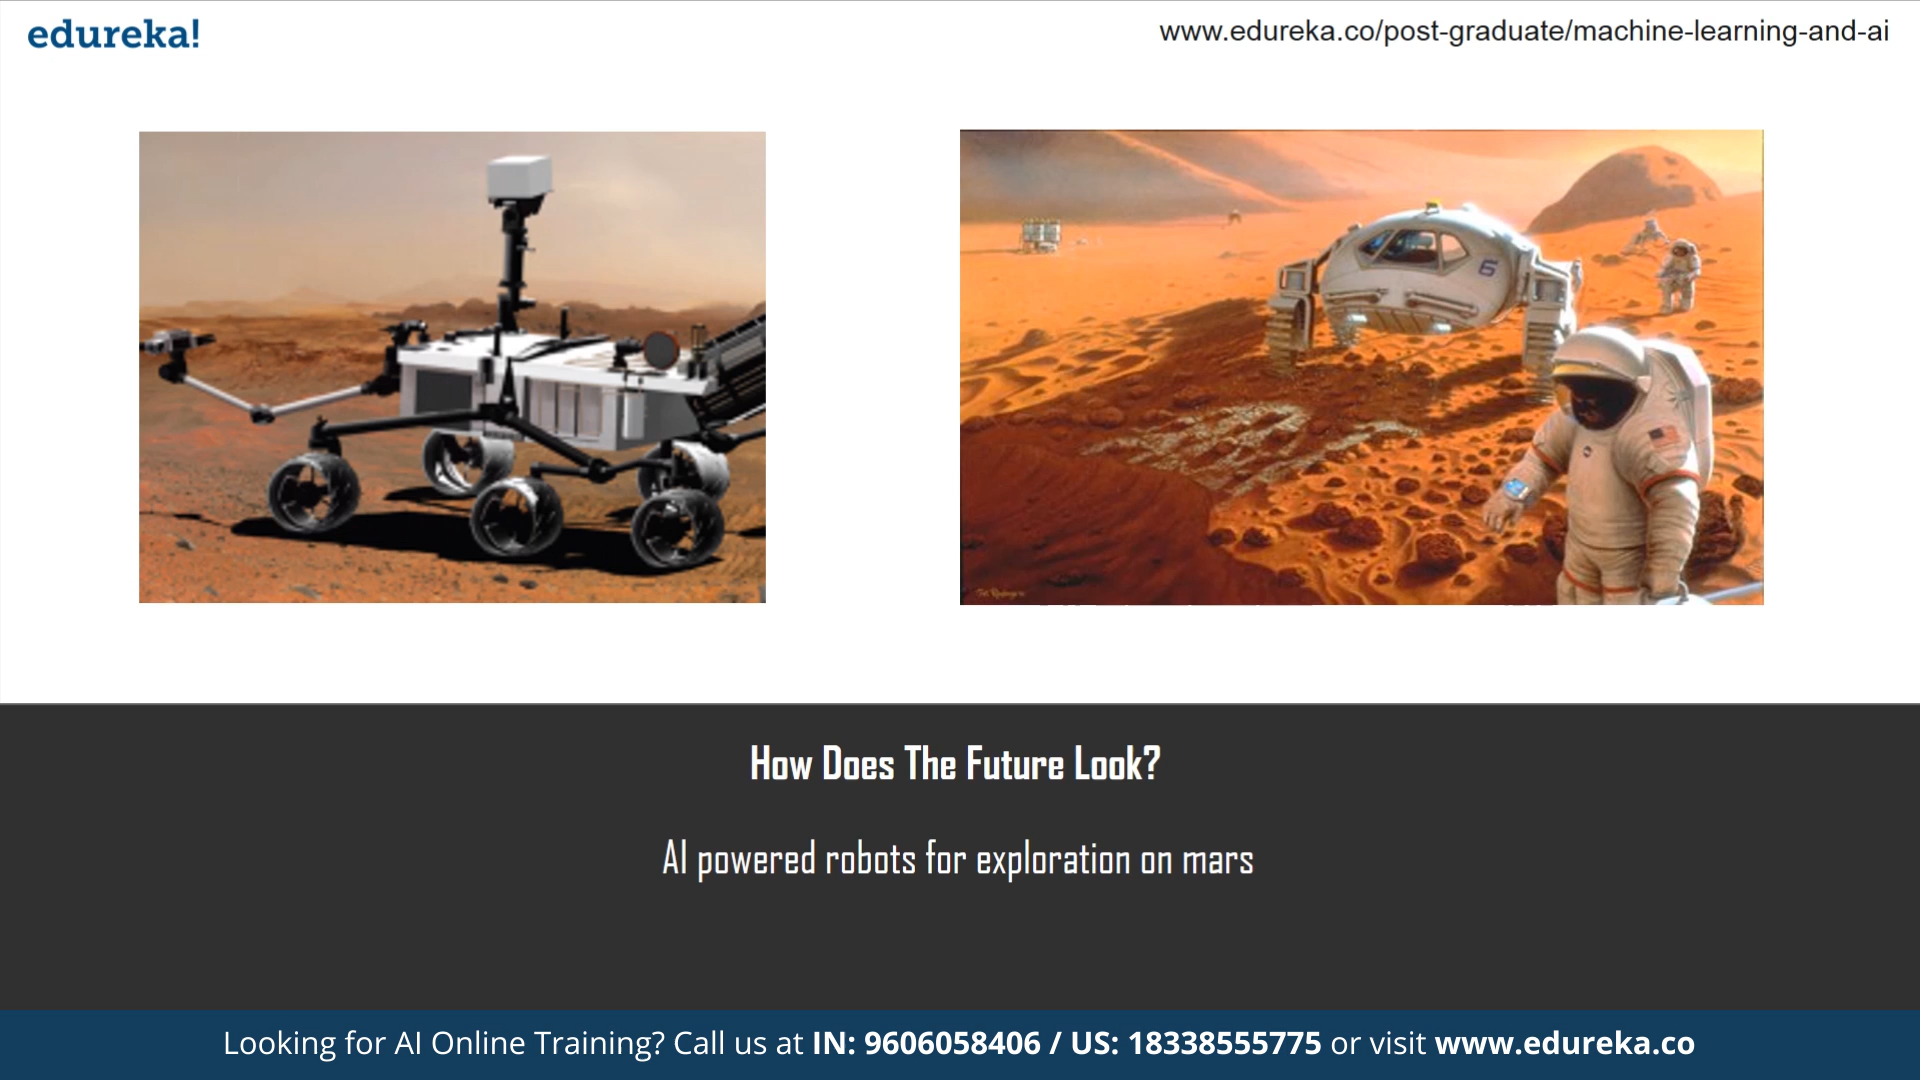 edureka!
www.edureka.co/post-graduate/machine-learning-and-ai
6
How Does The Future Look?
AI powered robots for exploration on mars
Looking for AI Online Training? Call us at IN: 9606058406 / US: 18338555775 or visit www.edureka.co